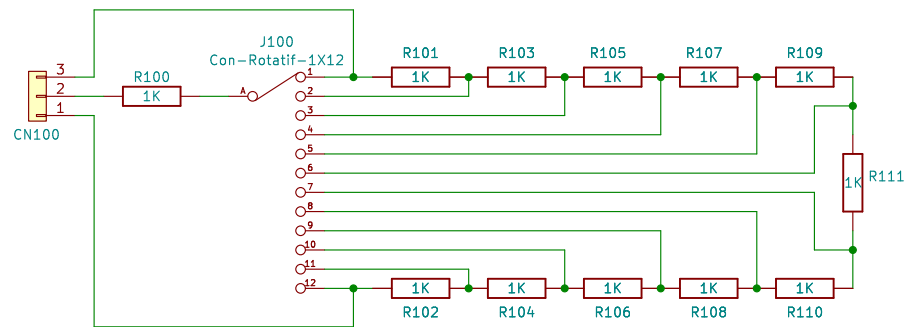 J100
Con-Rotatif-1X12
R101 R103 R105 R107 R109
3 R100 1 1K 1K 1K 1K 1K
2 1K A 2
1 3
CN100 4
5
6
1K R111
7
8
9
10
11
12 1K 1K 1K 1K 1K
R102 R104 R106 R108 R110